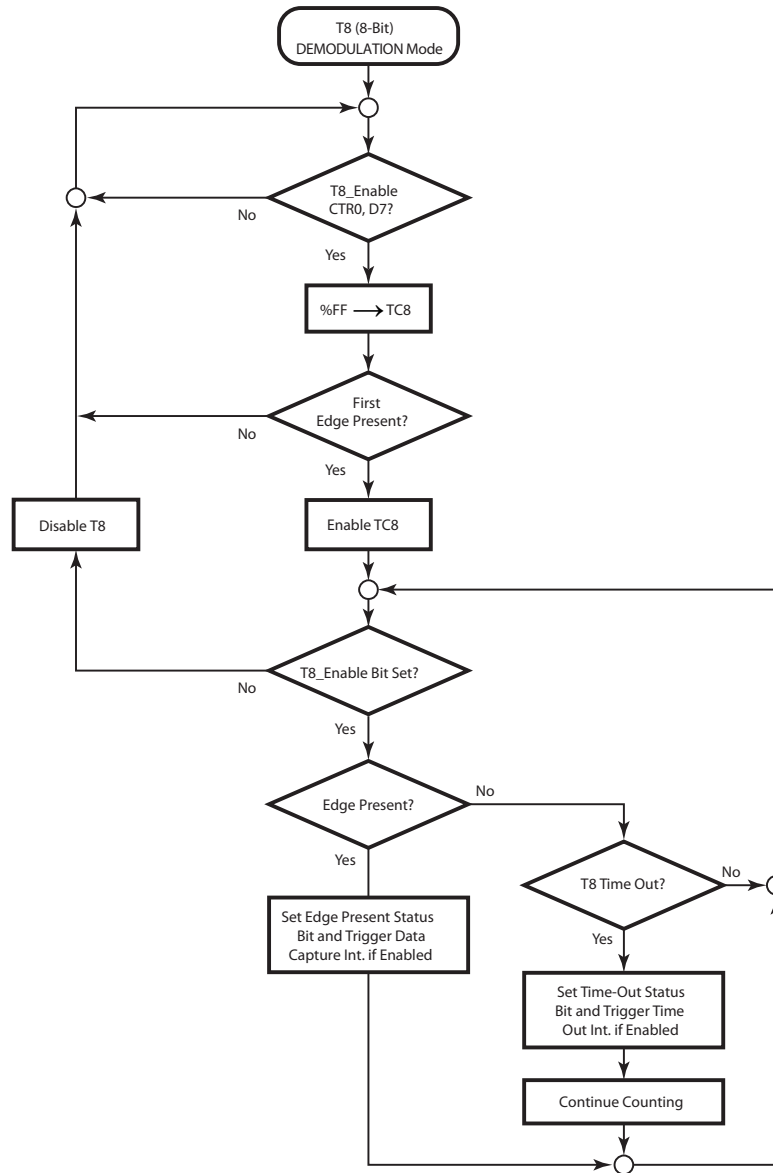 T8 (8-Bit)
DEMODULATION Mode
T8_Enable
CTR0, D7?
No
Yes
%FF → TC8
First
Edge Present?
No
Yes
Disable T8
Enable TC8
T8_Enable Bit Set?
No
Yes
Edge Present?
No
Yes
T8 Time Out?
No
Yes
Set Edge Present Status
Bit and Trigger Data
Capture Int. if Enabled
Set Time-Out Status
Bit and Trigger Time
Out Int. if Enabled
Continue Counting